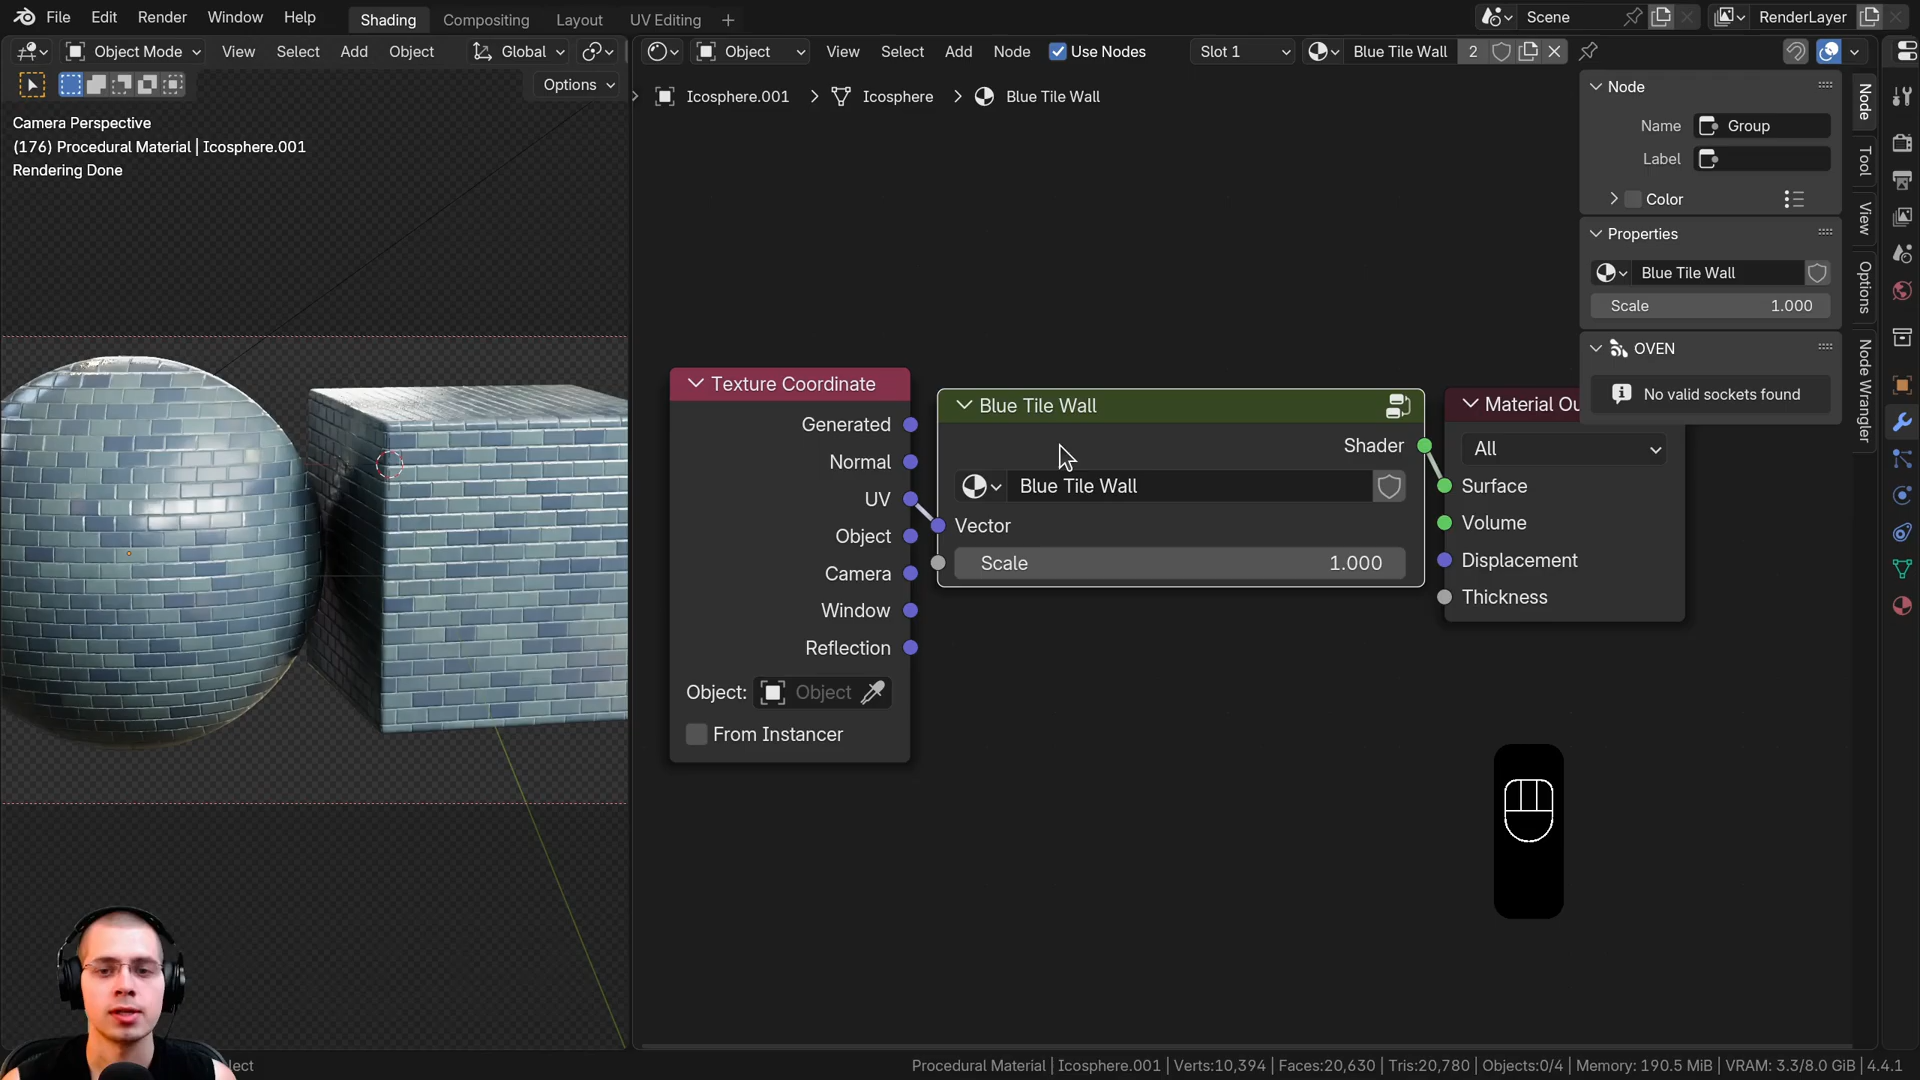 File Edit Render Window Help Shading Compositing Layout UV Editing + Scene RenderLayer
Object Mode View Select Add Object Global Object View Select Add Node Use Nodes Slot 1 Blue Tile Wall 2
Options
Icosphere.001 > Icosphere > Blue Tile Wall
Camera Perspective
(176) Procedural Material | Icosphere.001
Rendering Done
Node
Name Group
Label
Color
Properties
Blue Tile Wall
Scale 1.000
OVEN
No valid sockets found
Node
Tool
View
Options
Node Wrangler
Texture Coordinate
Generated
Normal
UV
Object
Camera
Window
Reflection
Object: Object
From Instancer
Blue Tile Wall
Shader
Blue Tile Wall
Vector
Scale 1.000
Material Ou
All
Surface
Volume
Displacement
Thickness
lect
Procedural Material | Icosphere.001 | Verts:10,394 | Faces:20,630 | Tris:20,780 | Objects:0/4 | Memory: 190.5 MiB | VRAM: 3.3/8.0 GiB | 4.4.1